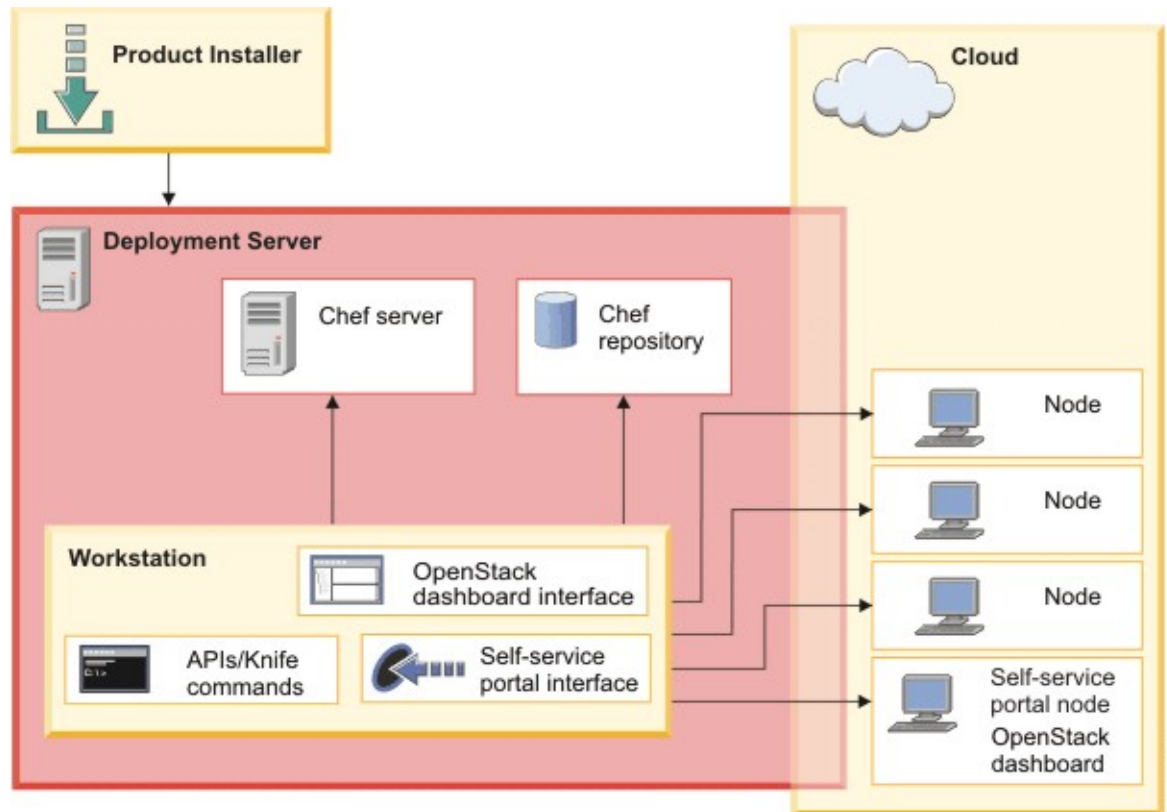 Product Installer
Cloud
Deployment Server
Chef server
Chef
repository
Node
Node
Node
Self-service
portal node
OpenStack
dashboard
Workstation
OpenStack
dashboard interface
APIs/Knife
commands
Self-service
portal interface